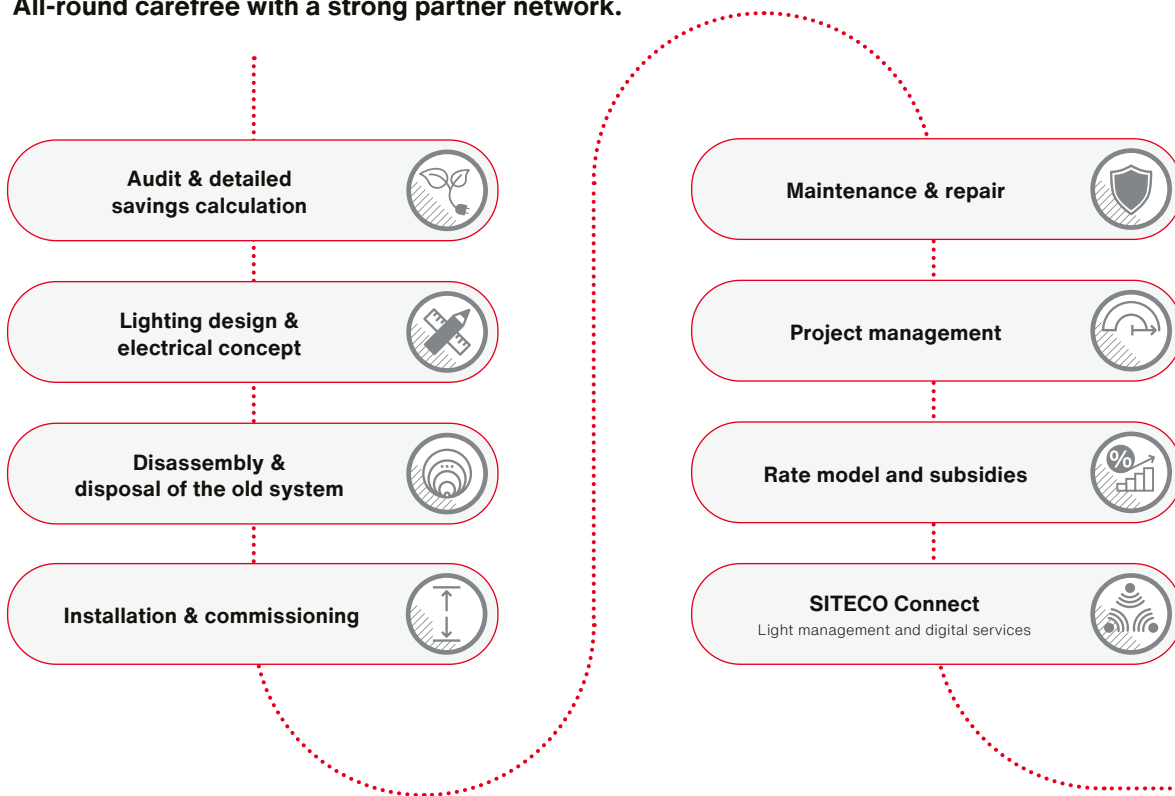 All-round carefree with a strong partner network.
Audit & detailed
savings calculation
Lighting design &
electrical concept
Disassembly &
disposal of the old system
Installation & commissioning
Maintenance & repair
Project management
Rate model and subsidies
%
SITECO Connect
Light management and digital services